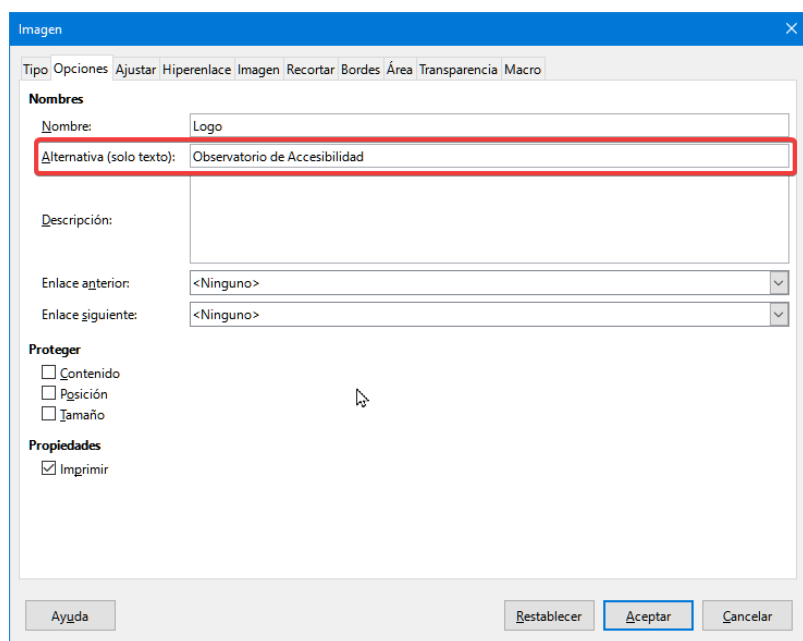 Imagen
Tipo Opciones Ajustar Hiperenlace Imagen Recortar Bordes Área Transparencia Macro
Nombres
Nombre: Logo
Alternativa (solo texto): Observatorio de Accesibilidad
Descripción:
Enlace anterior: <Ninguno>
Enlace siguiente: <Ninguno>
Proteger
Contenido
Posición
Tamaño
Propiedades
Imprimir
Ayuda Restablecer Aceptar Cancelar